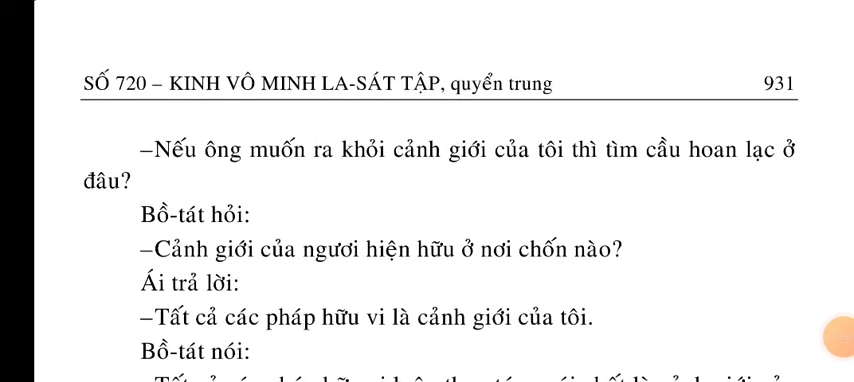 SỐ 720 – KINH VÔ MINH LA-SÁT TẬP, quyển trung 931
–Nếu ông muốn ra khỏi cảnh giới của tôi thì tìm cầu hoan lạc ở
đâu?
Bồ-tát hỏi:
–Cảnh giới của ngươi hiện hữu ở nơi chốn nào?
Ái trả lời:
–Tất cả các pháp hữu vi là cảnh giới của tôi.
Bồ-tát nói: